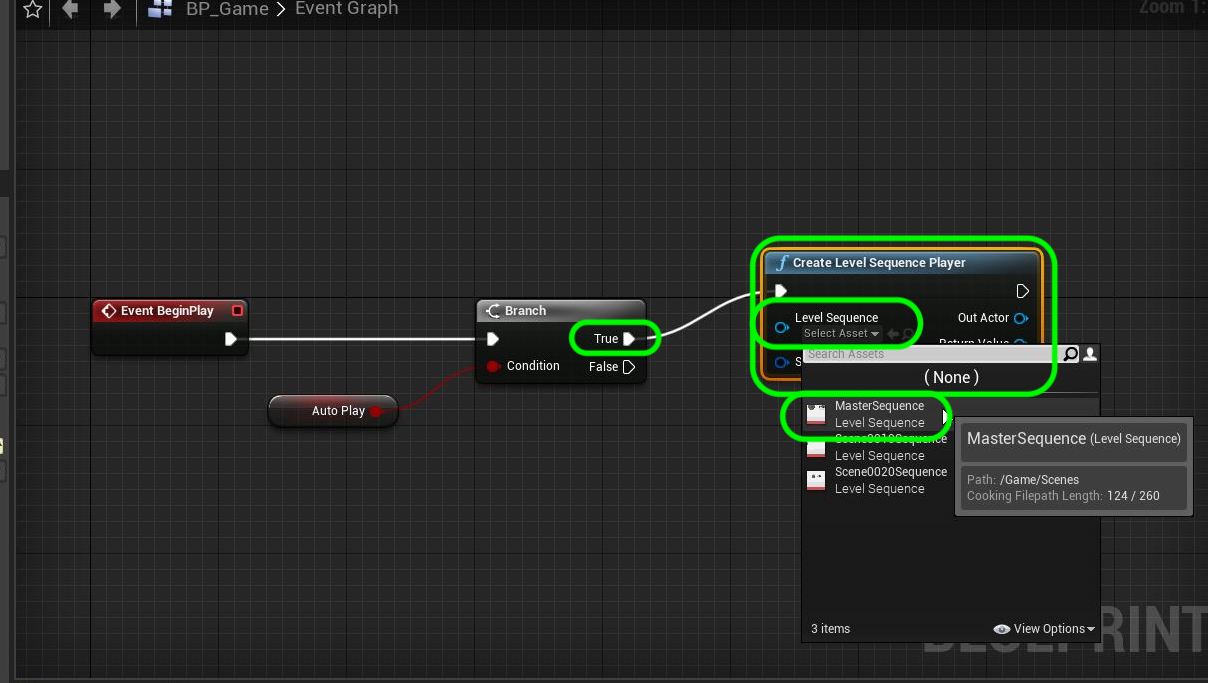 BP_Game > Event Graph
Zoom 1:
Event BeginPlay
Branch
True
Condition
False
Auto Play
Create Level Sequence Player
Level Sequence
Select Asset
Out Actor
Return Value
S
Search Assets
( None )
MasterSequence
Level Sequence
Scene0010Sequence
Level Sequence
Scene0020Sequence
Level Sequence
3 items
View Options
MasterSequence (Level Sequence)
Path: /Game/Scenes
Cooking Filepath Length: 124 / 260